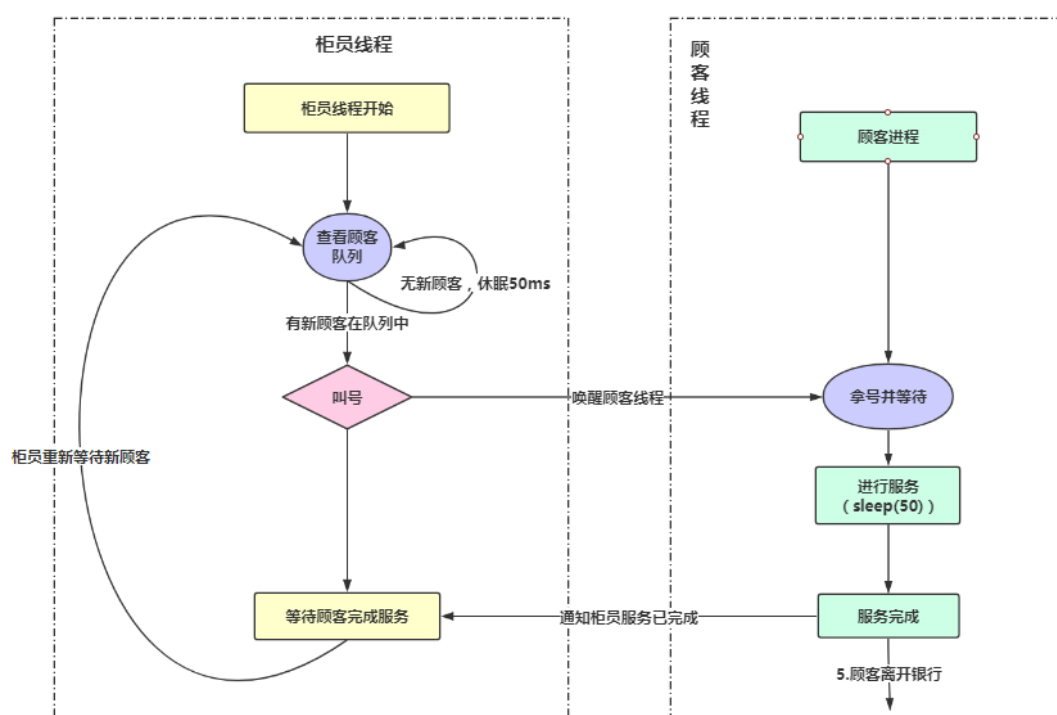 柜员线程
柜员线程开始
查看顾客
队列
无新顾客，休眠50ms
有新顾客在队列中
叫号
柜员重新等待新顾客
等待顾客完成服务
唤醒顾客线程
通知柜员服务已完成
顾
客
线
程
顾客进程
拿号并等待
进行服务
（sleep(50)）
服务完成
5.顾客离开银行